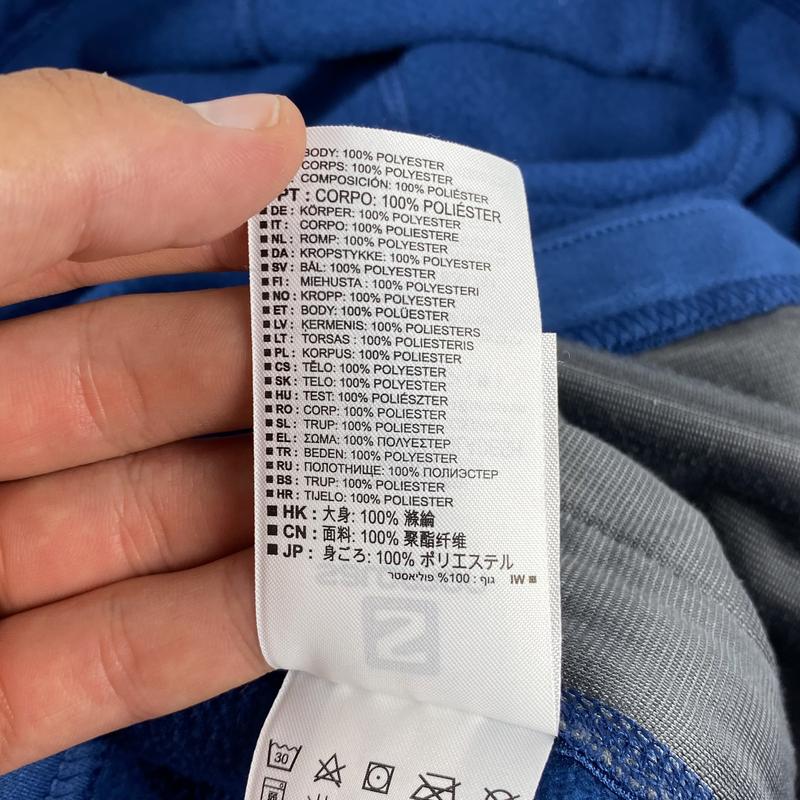 BODY: 100% POLYESTER
CORPS: 100% POLYESTER
COMPOSICIÓN: 100% POLIÉSTER
PT : CORPO: 100% POLIÉSTER
■ DE : KÖRPER: 100% POLYESTER
■ IT : CORPO: 100% POLIESTERE
■ NL : ROMP: 100% POLYESTER
■ DA : KROPSTYKKE: 100% POLYESTER
■ SV : BÅL: 100% POLYESTER
■ FI : MIEHUSTA : 100% POLYESTERI
■ NO : KROPP: 100% POLYESTER
■ ET : BODY: 100% POLÜESTER
■ LV : ĶERMENIS: 100% POLIESTERS
■ LT : TORSAS : 100% POLIESTERIS
■ PL : KORPUS: 100% POLIESTER
■ CS : TĚLO: 100% POLYESTER
■ SK : TELO: 100% POLYESTER
■ HU : TEST: 100% POLIÉSZTER
■ RO : CORP: 100% POLIESTER
■ SL : TRUP: 100% POLIESTER
■ EL : ΣΩΜΑ: 100% ΠΟΛΥΕΣΤΕΡ
■ TR : BEDEN: 100% POLYESTER
■ RU : ПОЛОТНИЩЕ: 100% ПОЛИЭСТЕР
■ BS : TRUP: 100% POLIESTER
■ HR : TIJELO: 100% POLIESTER
■ HK : 大身: 100% 滌綸
■ CN : 面料: 100% 聚酯纤维
■ JP : 身ごろ: 100% ポリエステル
■ IW גוף : 100% פוליאסטר
30